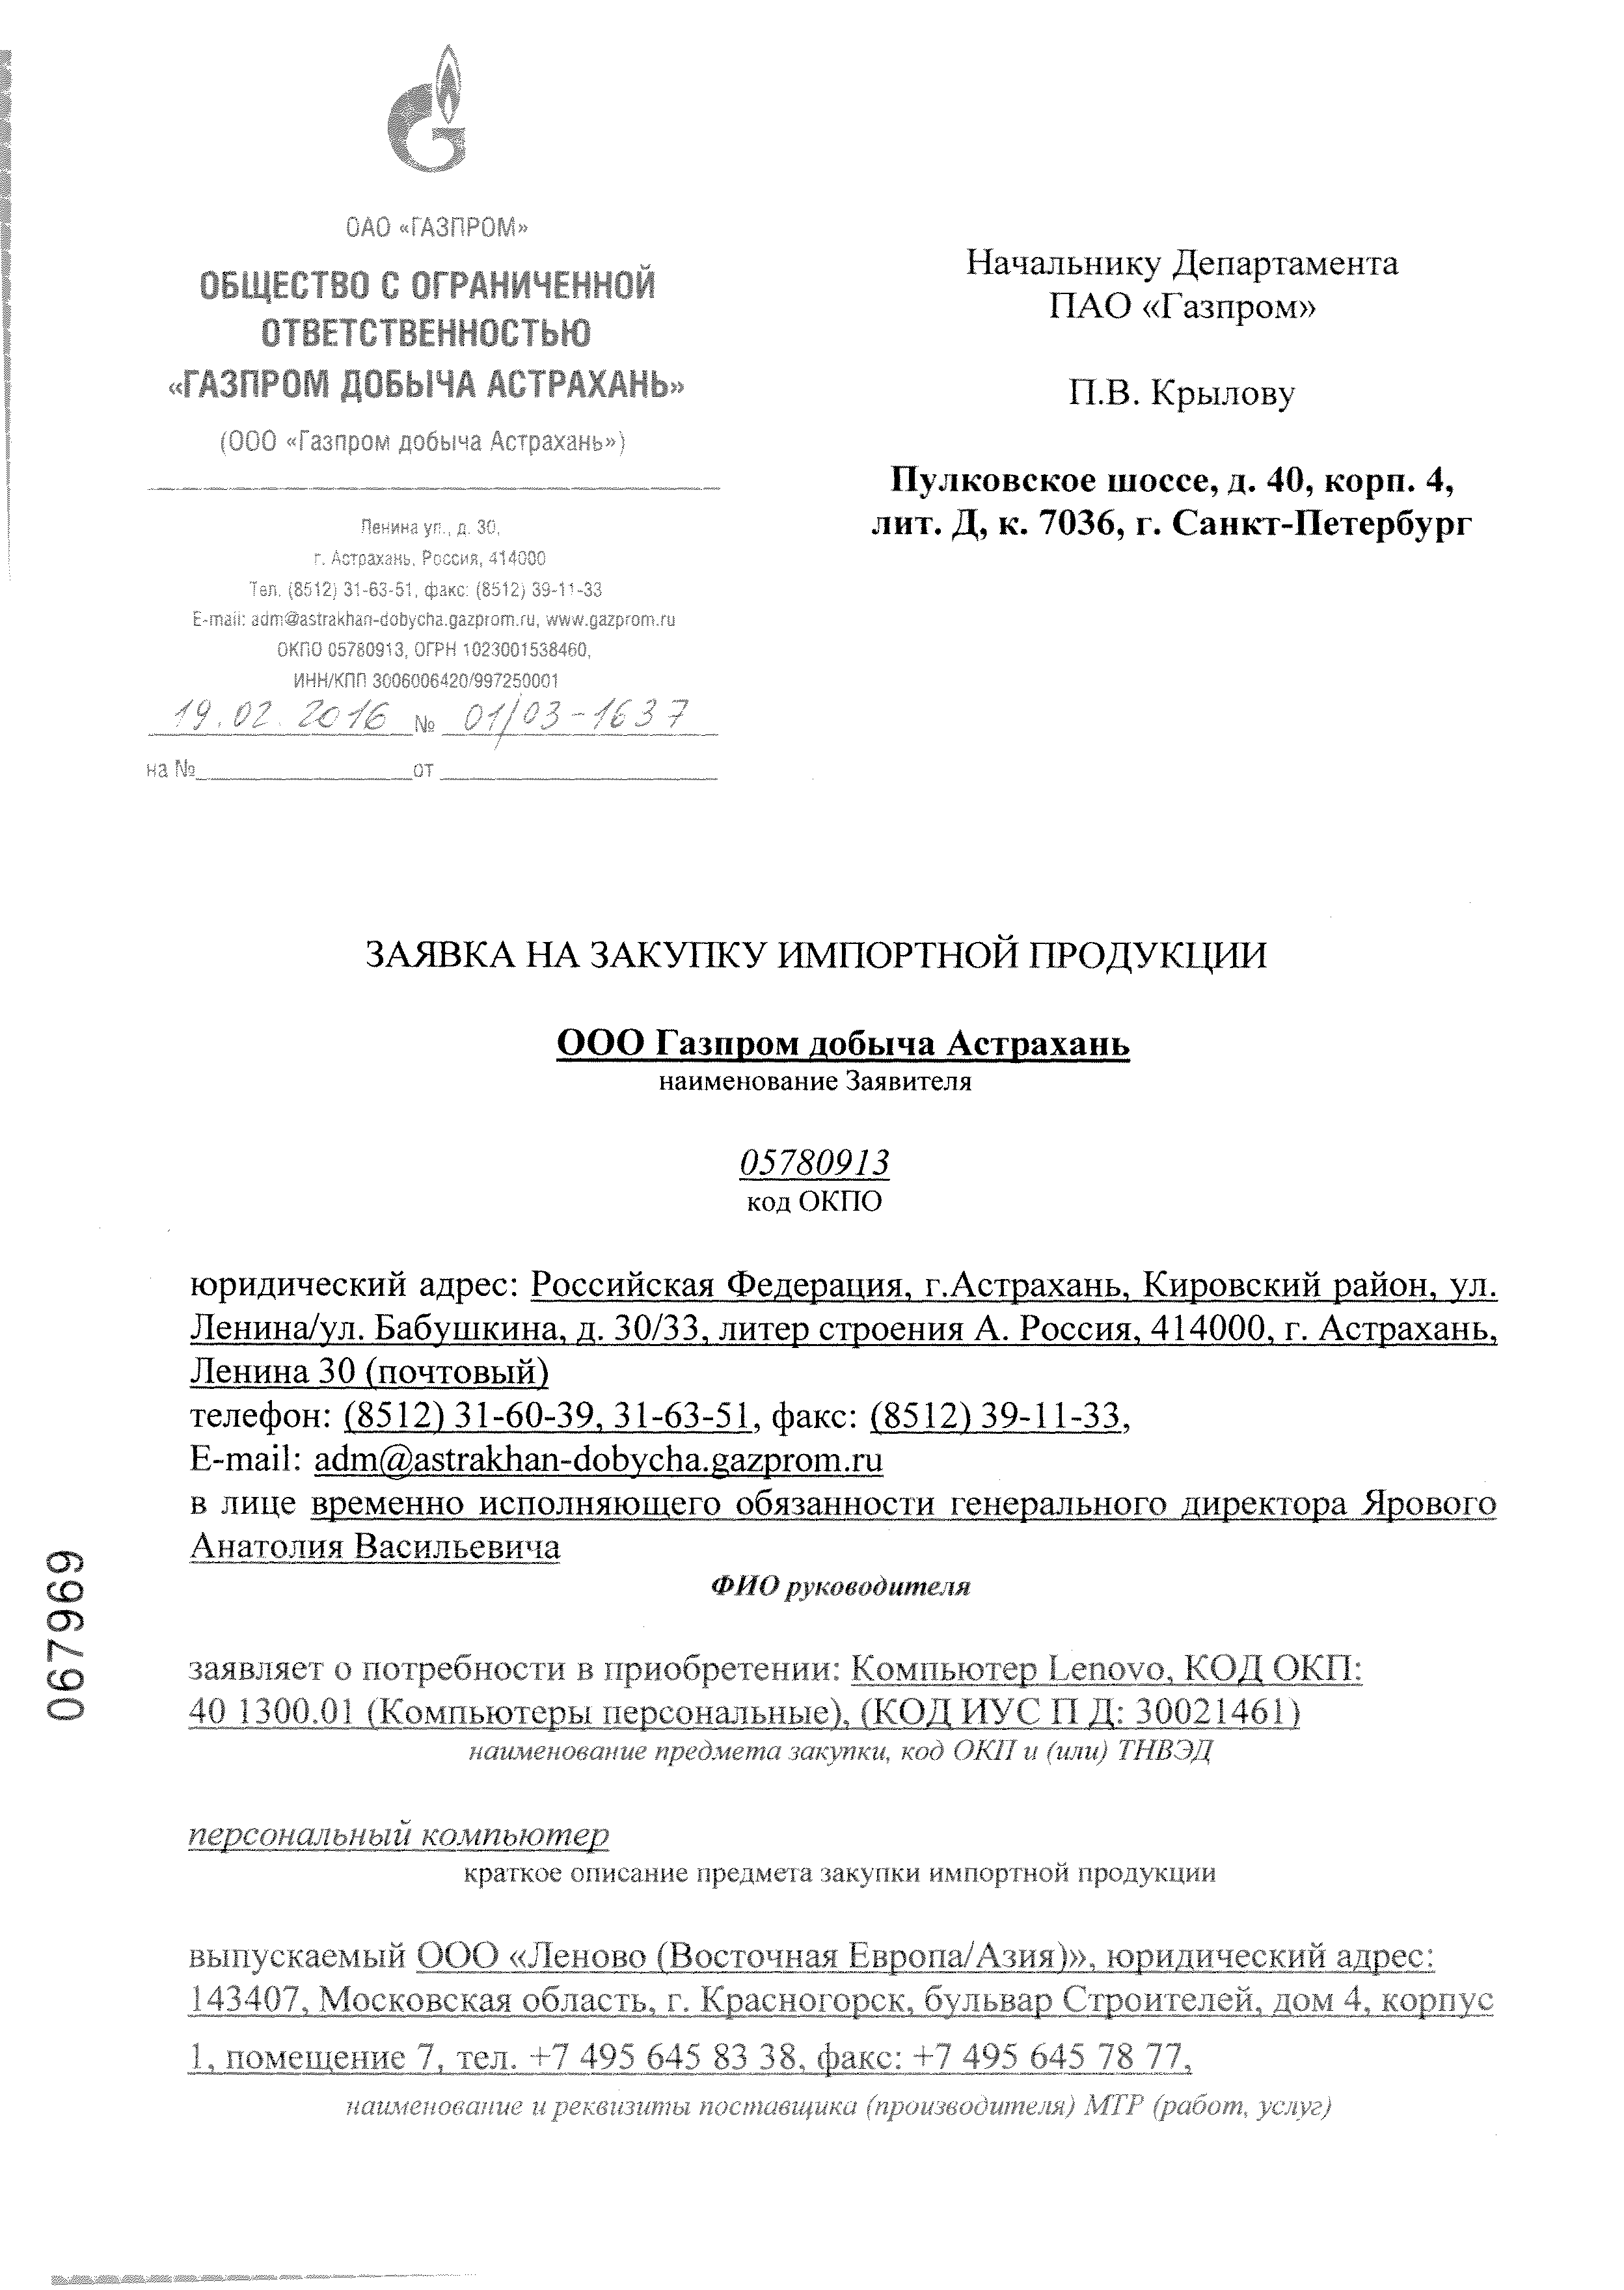 ОАО «ГАЗПРОМ»
ОБЩЕСТВО С ОГРАНИЧЕННОЙ
ОТВЕТСТВЕННОСТЬЮ
«ГАЗПРОМ ДОБЫЧА АСТРАХАНЬ»
(ООО «Газпром добыча Астрахань»)
Ленина ул., д. 30,
г. Астрахань, Россия, 414000
Тел. (8512) 31-63-51, факс: (8512) 39-11-33
E-mail: adm@astrakhan-dobycha.gazprom.ru, www.gazprom.ru
ОКПО 05780913, ОГРН 1023001538460,
ИНН/КПП 3006006420/997250001
19.02.2016 № 01/03-1637
на №____ от ____
Начальнику Департамента
ПАО «Газпром»
П.В. Крылову
Пулковское шоссе, д. 40, корп. 4,
лит. Д, к. 7036, г. Санкт-Петербург
ЗАЯВКА НА ЗАКУПКУ ИМПОРТНОЙ ПРОДУКЦИИ
ООО Газпром добыча Астрахань
наименование Заявителя
05780913
код ОКПО
юридический адрес: Российская Федерация, г.Астрахань, Кировский район, ул.
Ленина/ул. Бабушкина, д. 30/33, литер строения А. Россия, 414000, г. Астрахань,
Ленина 30 (почтовый)
телефон: (8512) 31-60-39, 31-63-51, факс: (8512) 39-11-33,
E-mail: adm@astrakhan-dobycha.gazprom.ru
в лице временно исполняющего обязанности генерального директора Ярового
Анатолия Васильевича
ФИО руководителя
заявляет о потребности в приобретении: Компьютер Lenovo, КОД ОКП:
40 1300.01 (Компьютеры персональные), (КОД ИУС П Д: 30021461)
наименование предмета закупки, код ОКП и (или) ТНВЭД
персональный компьютер
краткое описание предмета закупки импортной продукции
выпускаемый ООО «Леново (Восточная Европа/Азия)», юридический адрес:
143407, Московская область, г. Красногорск, бульвар Строителей, дом 4, корпус
1, помещение 7, тел. +7 495 645 83 38, факс: +7 495 645 78 77,
наименование и реквизиты поставщика (производителя) МТР (работ, услуг)
067969